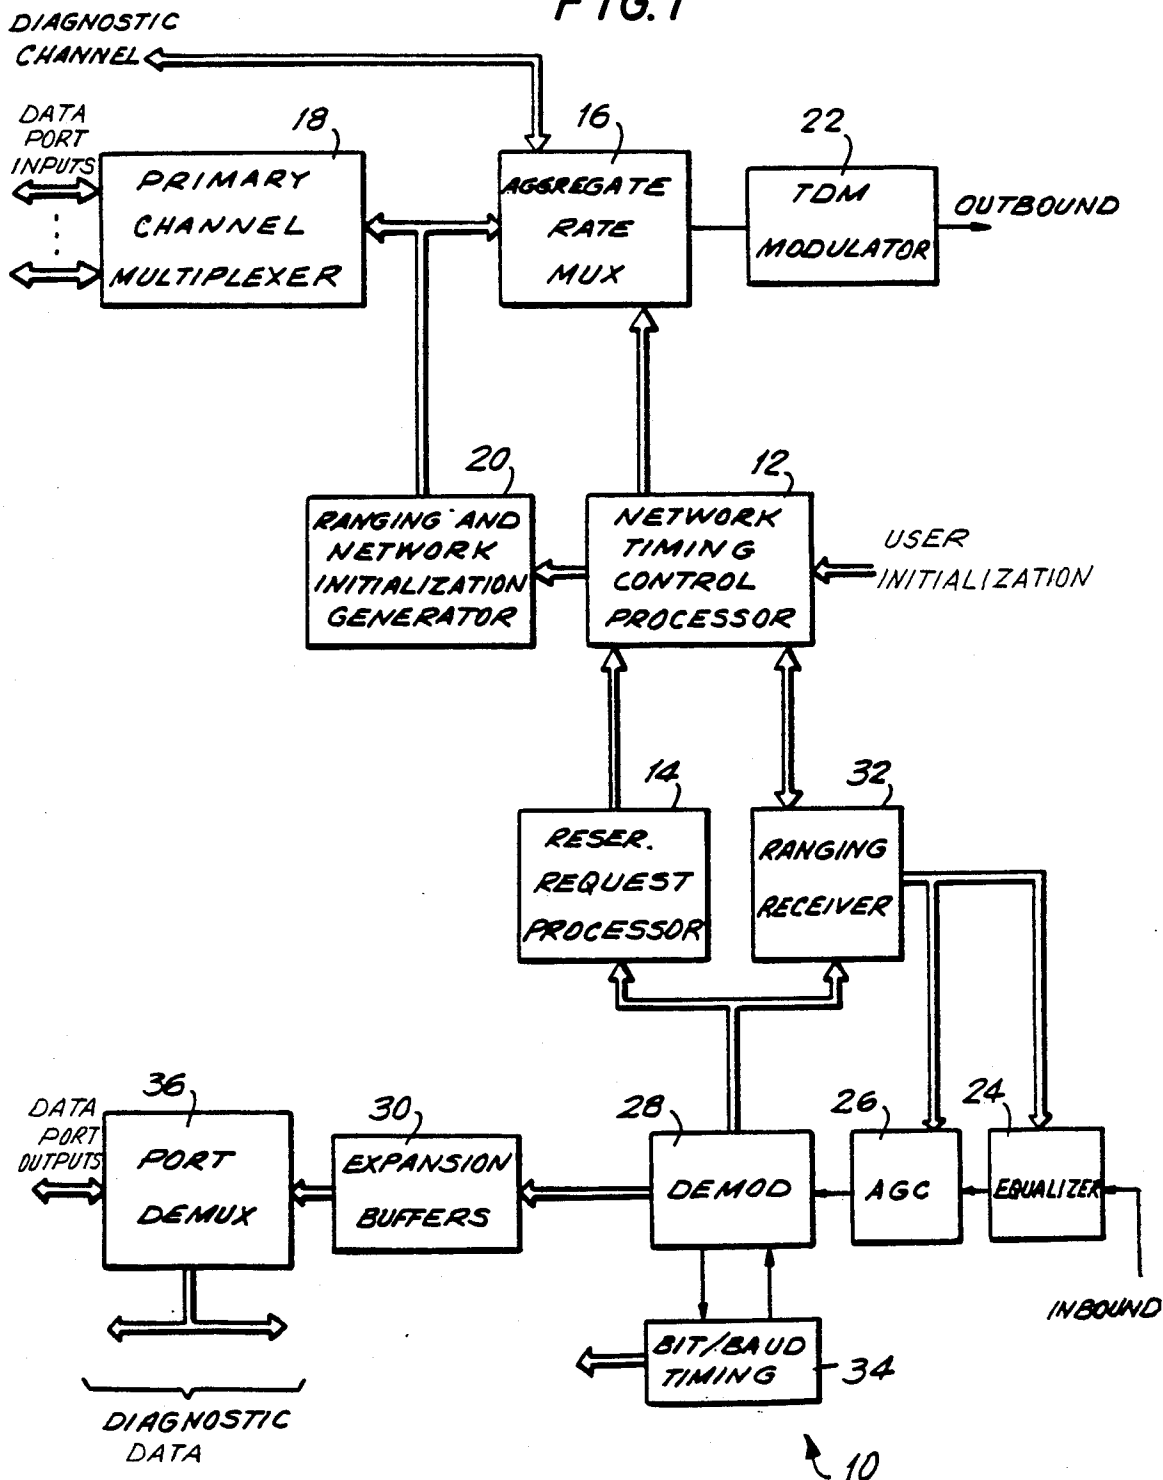 FIG. 1
DIAGNOSTIC
CHANNEL
DATA
PORT
INPUTS
18
PRIMARY
CHANNEL
MULTIPLEXER
16
AGGREGATE
RATE
MUX
22
TDM
MODULATOR
OUTBOUND
20
RANGING AND
NETWORK
INITIALIZATION
GENERATOR
12
NETWORK
TIMING
CONTROL
PROCESSOR
USER
INITIALIZATION
14
RESER.
REQUEST
PROCESSOR
32
RANGING
RECEIVER
36
DATA
PORT
OUTPUTS
PORT
DEMUX
30
EXPANSION
BUFFERS
28
DEMOD
26
AGC
24
EQUALIZER
INBOUND
BIT/BAUD
TIMING
34
DIAGNOSTIC
DATA
10